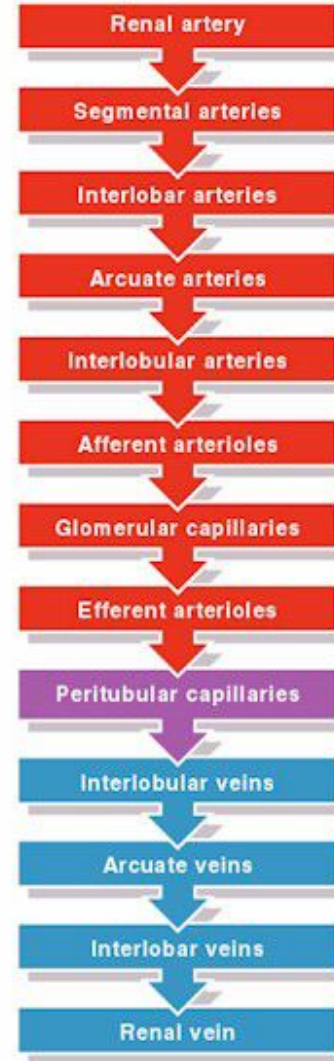 Renal artery
Segmental arteries
Interlobar arteries
Arcuate arteries
Interlobular arteries
Afferent arterioles
Glomerular capillaries
Efferent arterioles
Peritubular capillaries
Interlobular veins
Arcuate veins
Interlobar veins
Renal vein